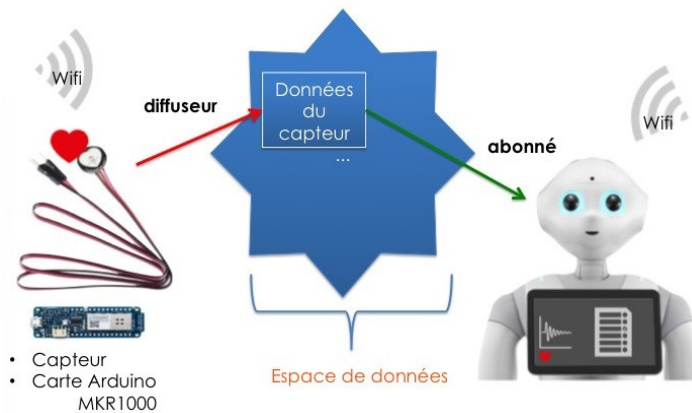 Wifi
diffuseur
Données
du
capteur
...
abonné
Wifi
• Capteur
• Carte Arduino
MKR1000
Espace de données